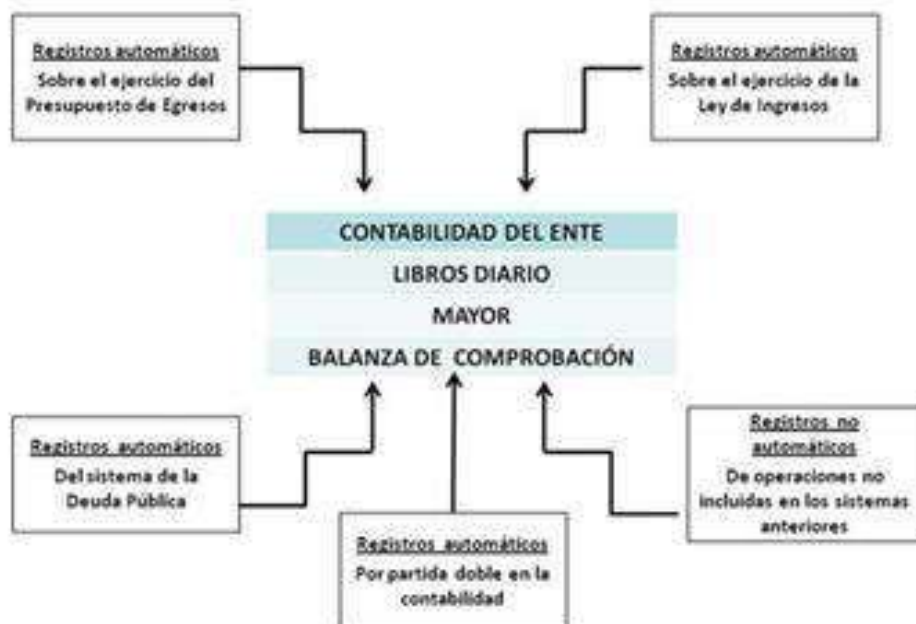 Registros automáticos
Sobre el ejercicio del
Presupuesto de Egresos
Registros automáticos
Sobre el ejercicio de la
Ley de Ingresos
CONTABILIDAD DEL ENTE
LIBROS DIARIO
MAYOR
BALANZA DE COMPROBACIÓN
Registros automáticos
Del sistema de la
Deuda Pública
Registros automáticos
Por partida doble en la
contabilidad
Registros no
automáticos
De operaciones no
incluidas en los sistemas
anteriores